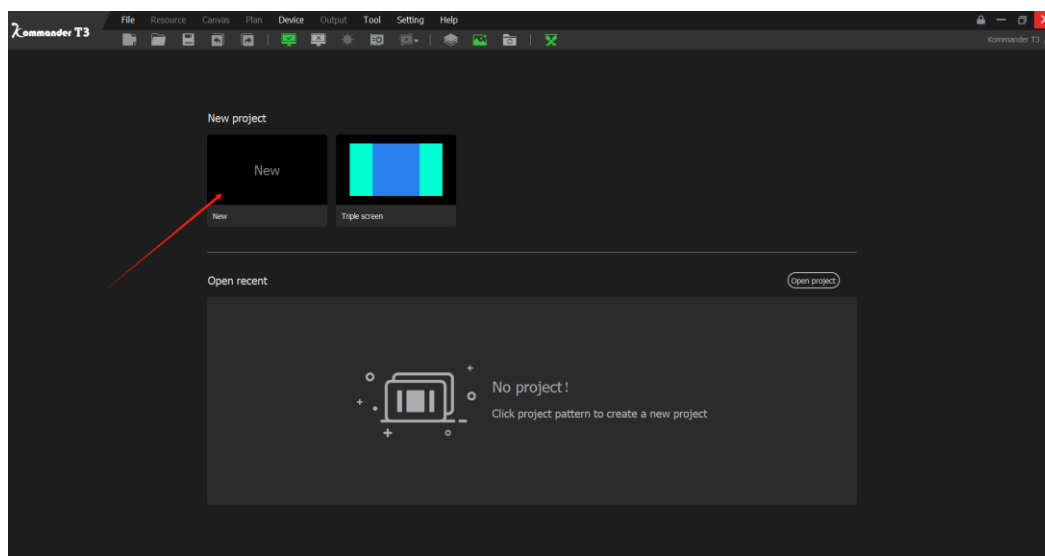 Kommander T3
File Resource Canvas Plan Device Output Tool Setting Help
Kommander T3
New project
New
New
Triple screen
Open recent
Open project
No project!
Click project pattern to create a new project